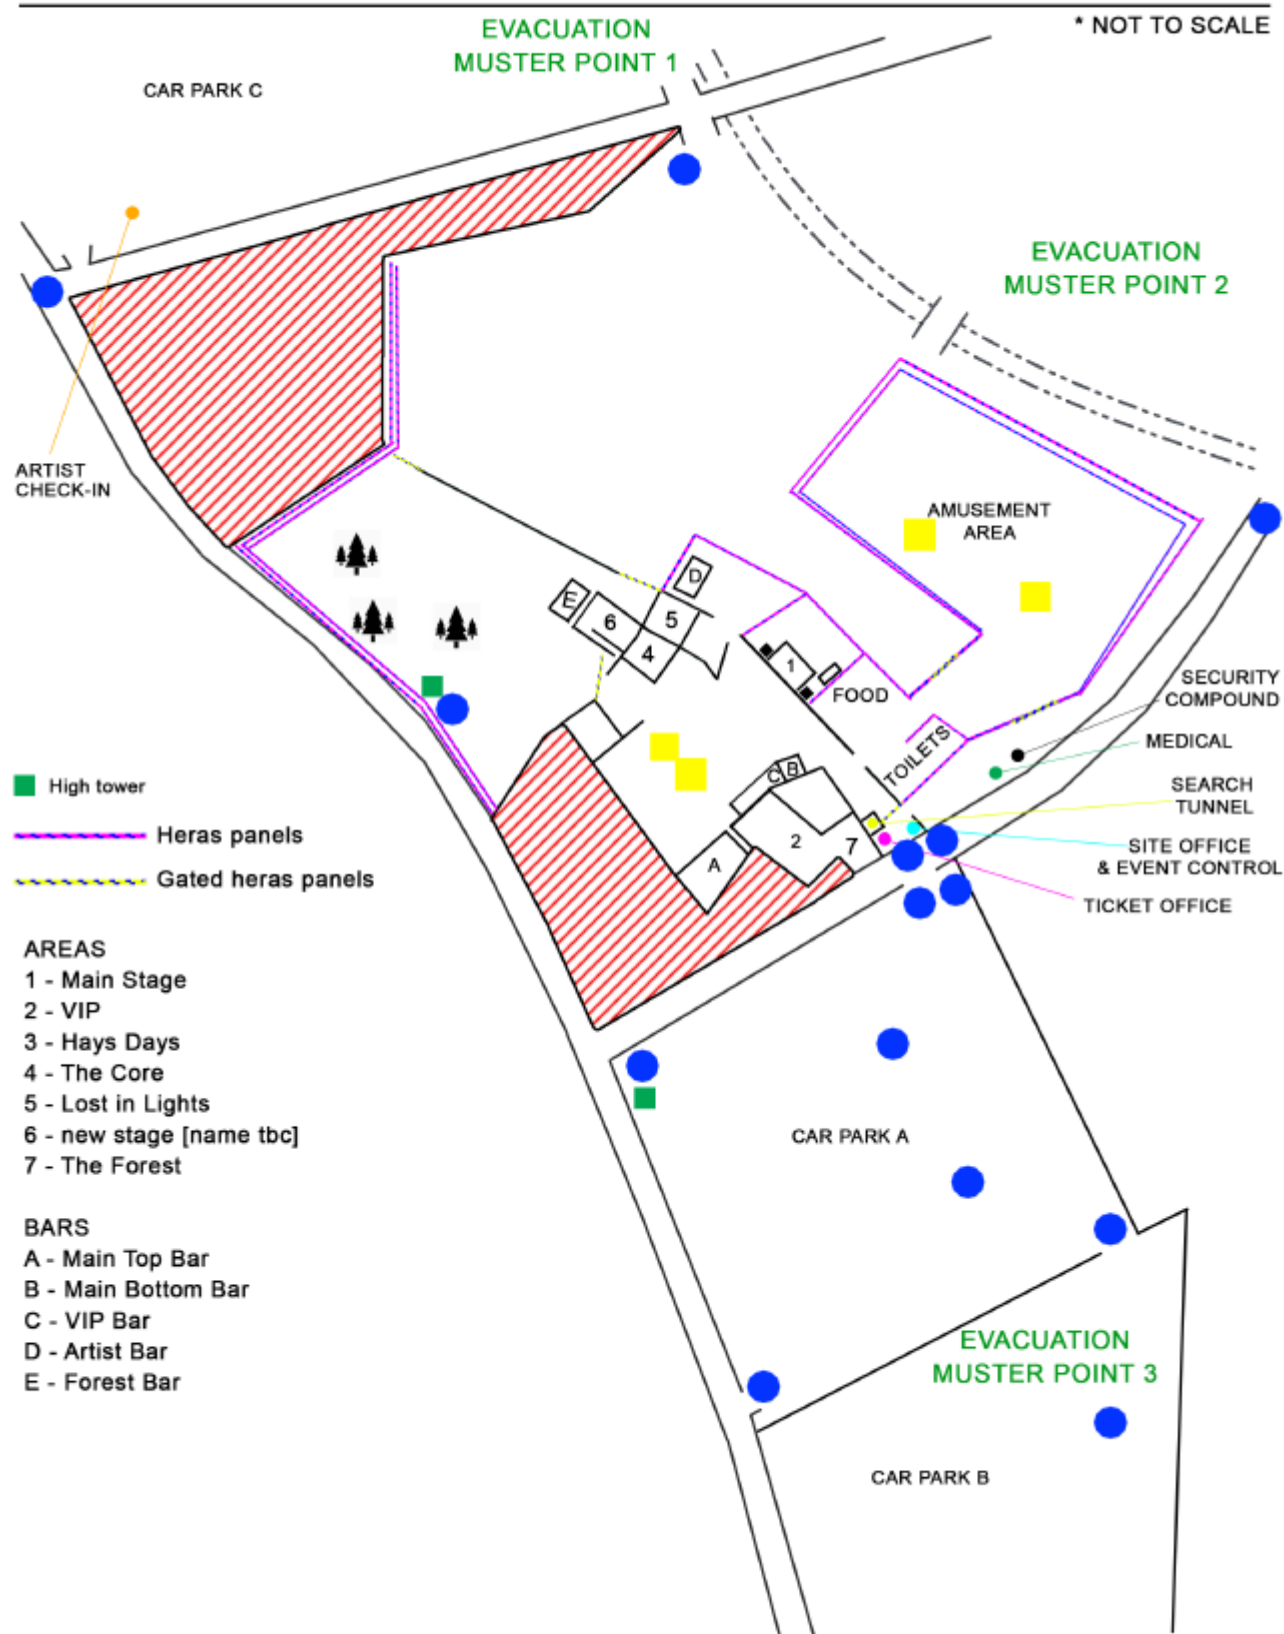 * NOT TO SCALE
EVACUATION
MUSTER POINT 1
CAR PARK C
EVACUATION
MUSTER POINT 2
ARTIST
CHECK-IN
AMUSEMENT
AREA
D
E
6
5
4
1
FOOD
SECURITY
COMPOUND
TOILETS
MEDICAL
High tower
C
B
SEARCH
TUNNEL
Heras panels
2
7
SITE OFFICE
& EVENT CONTROL
A
Gated heras panels
TICKET OFFICE
AREAS
1 - Main Stage
2 - VIP
3 - Hays Days
4 - The Core
5 - Lost in Lights
6 - new stage [name tbc]
7 - The Forest
CAR PARK A
BARS
A - Main Top Bar
B - Main Bottom Bar
C - VIP Bar
D - Artist Bar
E - Forest Bar
EVACUATION
MUSTER POINT 3
CAR PARK B